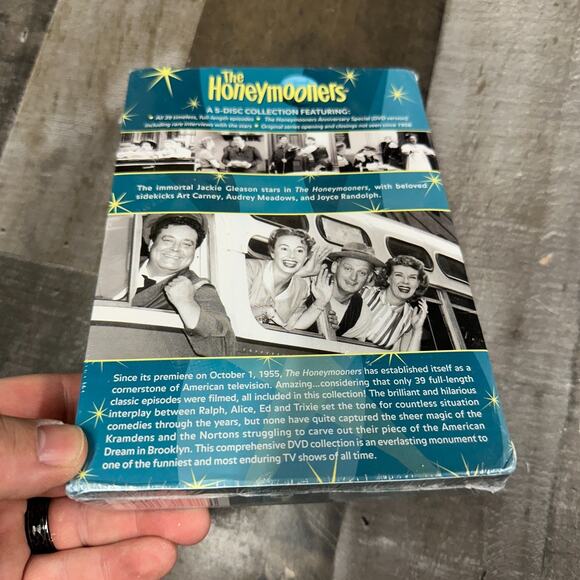 The
Honeymooners
A 5-DISC COLLECTION FEATURING:
All 39 timeless, full-length episodes • The Honeymooners Anniversary Special (DVD version)
including rare interviews with the stars • Original series opening and closings not seen since 1956
The immortal Jackie Gleason stars in The Honeymooners, with beloved
sidekicks Art Carney, Audrey Meadows, and Joyce Randolph.
Since its premiere on October 1, 1955, The Honeymooners has established itself as a
cornerstone of American television. Amazing...considering that only 39 full-length
classic episodes were filmed, all included in this collection! The brilliant and hilarious
interplay between Ralph, Alice, Ed and Trixie set the tone for countless situation
comedies through the years, but none have quite captured the sheer magic of the
Kramdens and the Nortons struggling to carve out their piece of the American
Dream in Brooklyn. This comprehensive DVD collection is an everlasting monument to
one of the funniest and most enduring TV shows of all time.